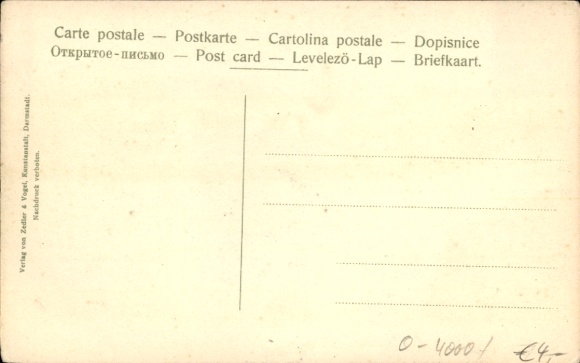 Carte postale — Postkarte — Cartolina postale — Dopisnice
Открытое-письмо — Post card — Levelező-Lap — Briefkaart.
Verlag von Zedler & Vogel, Kunstanstalt, Darmstadt.
Nachdruck verboten.
0-4000/
€4,-